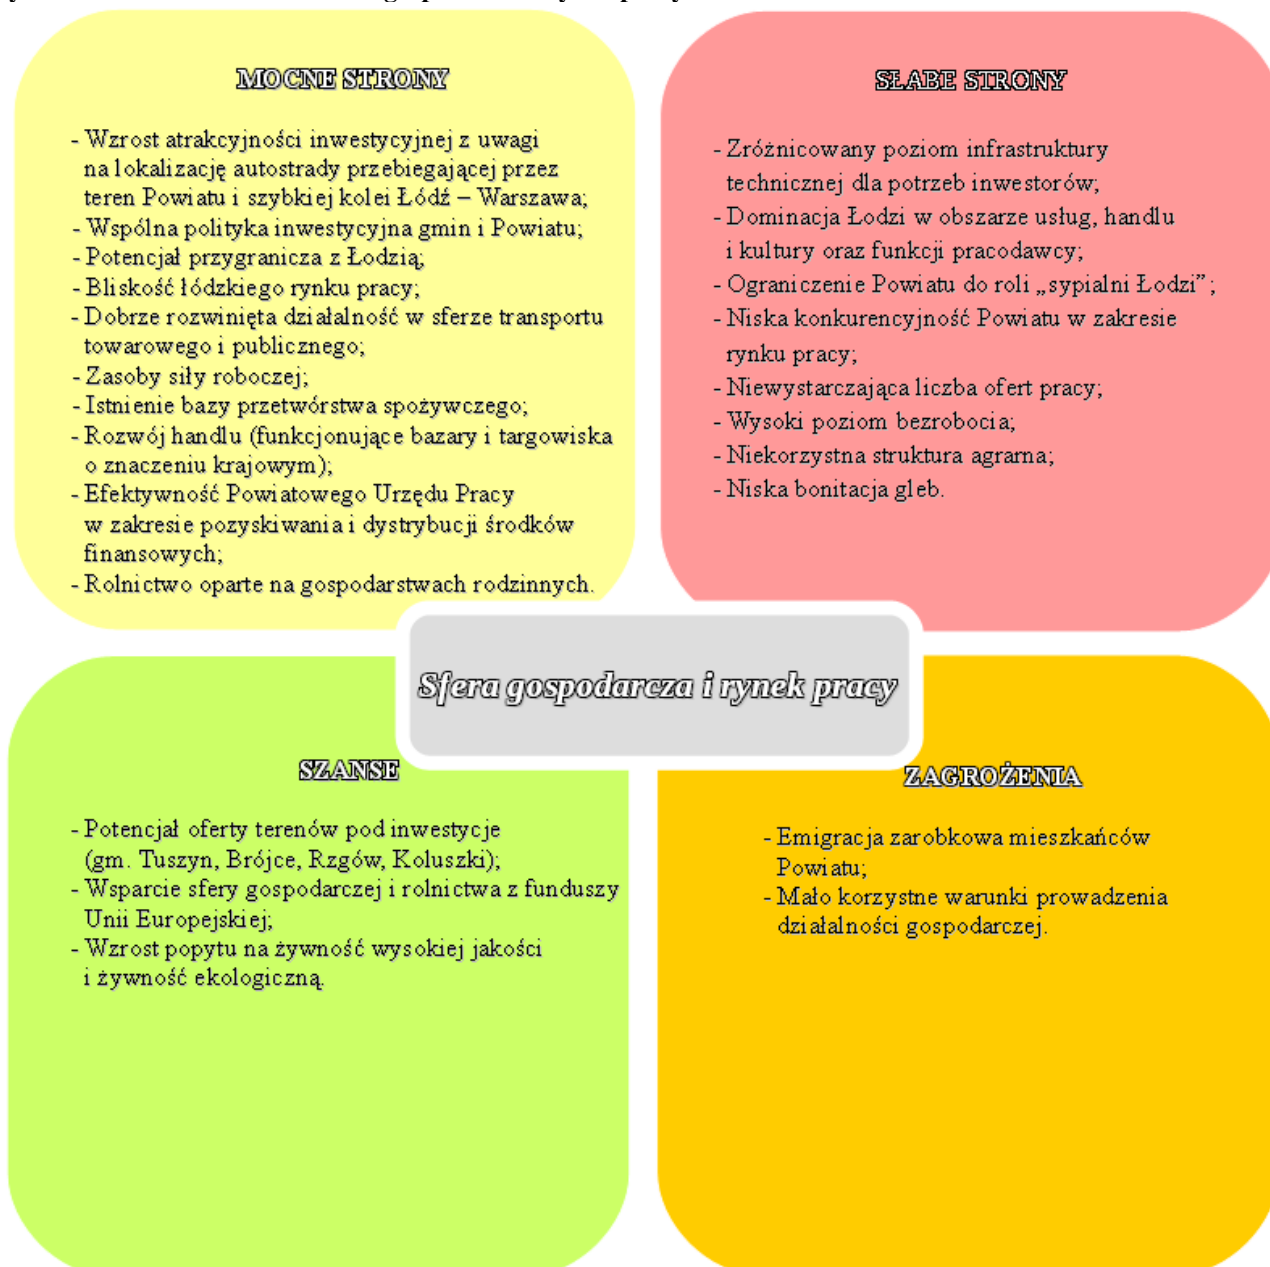 MOCNE STRONY
- Wzrost atrakcyjności inwestycyjnej z uwagi
na lokalizację autostrady przebiegającej przez
teren Powiatu i szybkiej kolei Łódź – Warszawa;
- Wspólna polityka inwestycyjna gmin i Powiatu;
- Potencjał przygranicza z Łodzią;
- Bliskość łódzkiego rynku pracy;
- Dobrze rozwinięta działalność w sferze transportu
towarowego i publicznego;
- Zasoby siły roboczej;
- Istnienie bazy przetwórstwa spożywczego;
- Rozwój handlu (funkcjonujące bazary i targowiska
o znaczeniu krajowym);
- Efektywność Powiatowego Urzędu Pracy
w zakresie pozyskiwania i dystrybucji środków
finansowych;
- Rolnictwo oparte na gospodarstwach rodzinnych.
SŁABE STRONY
- Zróżnicowany poziom infrastruktury
technicznej dla potrzeb inwestorów;
- Dominacja Łodzi w obszarze usług, handlu
i kultury oraz funkcji pracodawcy;
- Ograniczenie Powiatu do roli „sypialni Łodzi”;
- Niska konkurencyjność Powiatu w zakresie
rynku pracy;
- Niewystarczająca liczba ofert pracy;
- Wysoki poziom bezrobocia;
- Niekorzystna struktura agrarna;
- Niska bonitacja gleb.
Sfera gospodarcza i rynek pracy
SZANSE
- Potencjał oferty terenów pod inwestycje
(gm. Tuszyn, Brójce, Rzgów, Koluszki);
- Wsparcie sfery gospodarczej i rolnictwa z funduszy
Unii Europejskiej;
- Wzrost popytu na żywność wysokiej jakości
i żywność ekologiczną.
ZAGROŻENIA
- Emigracja zarobkowa mieszkańców
Powiatu;
- Mało korzystne warunki prowadzenia
działalności gospodarczej.